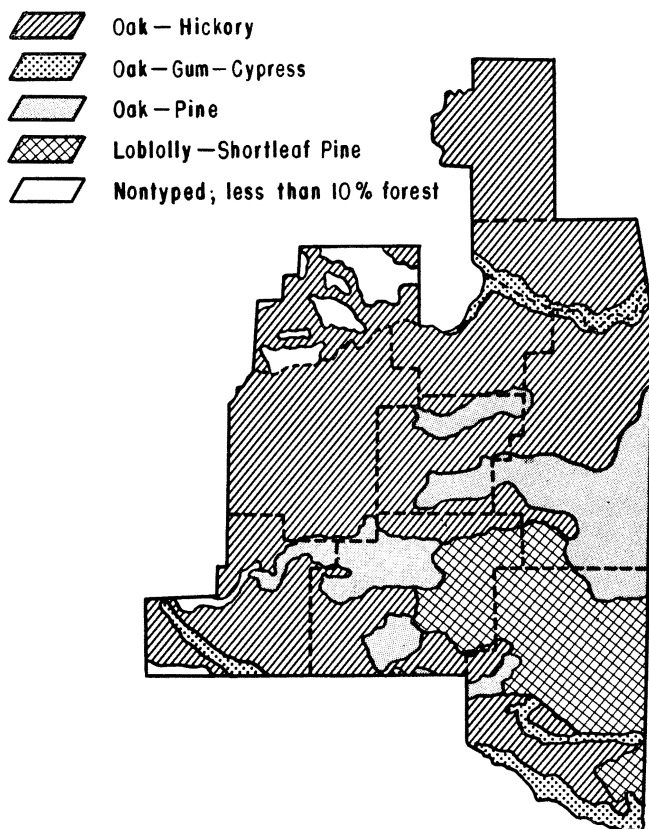 Oak—Hickory
Oak—Gum—Cypress
Oak—Pine
Loblolly—Shortleaf Pine
Nontyped; less than 10% forest